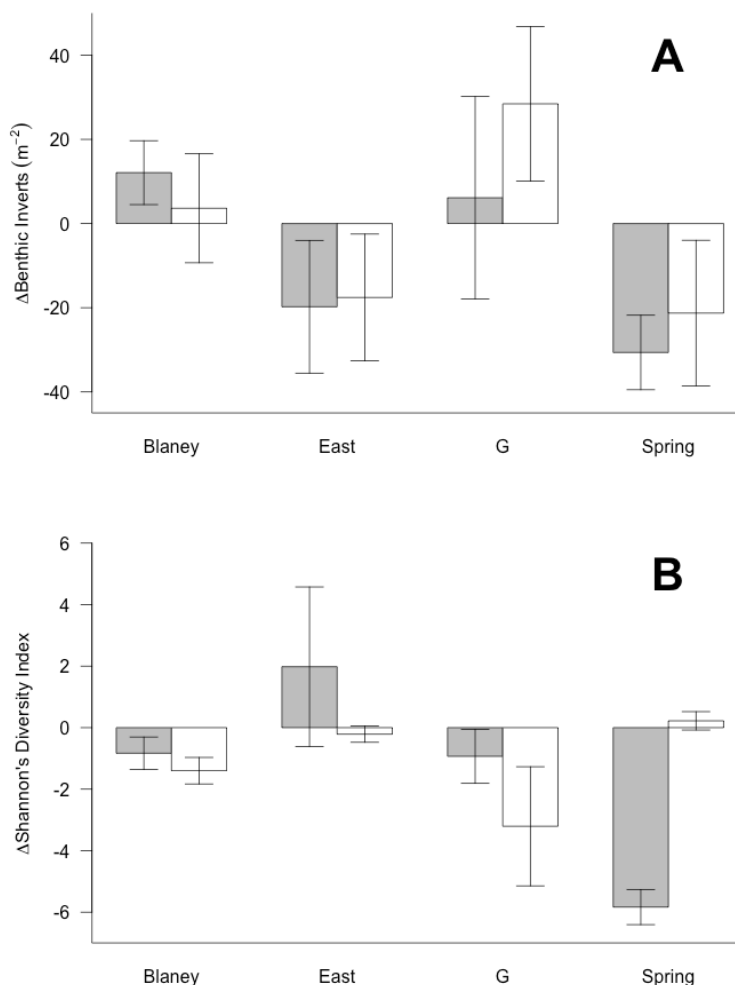 A
ΔBenthic Inverts (m⁻²)
40
20
0
-20
-40
Blaney East G Spring
B
ΔShannon's Diversity Index
6
4
2
0
-2
-4
-6
Blaney East G Spring